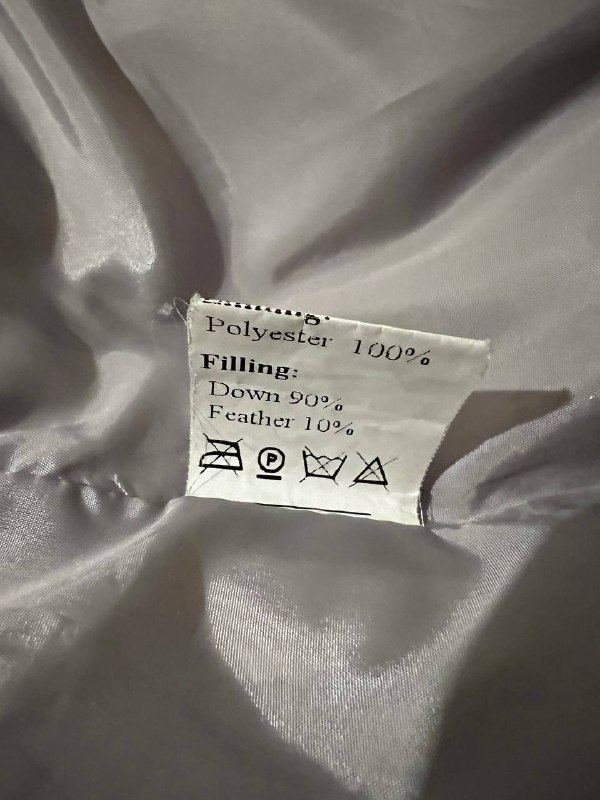 Polyester 100%
Filling:
Down 90%
Feather 10%
P